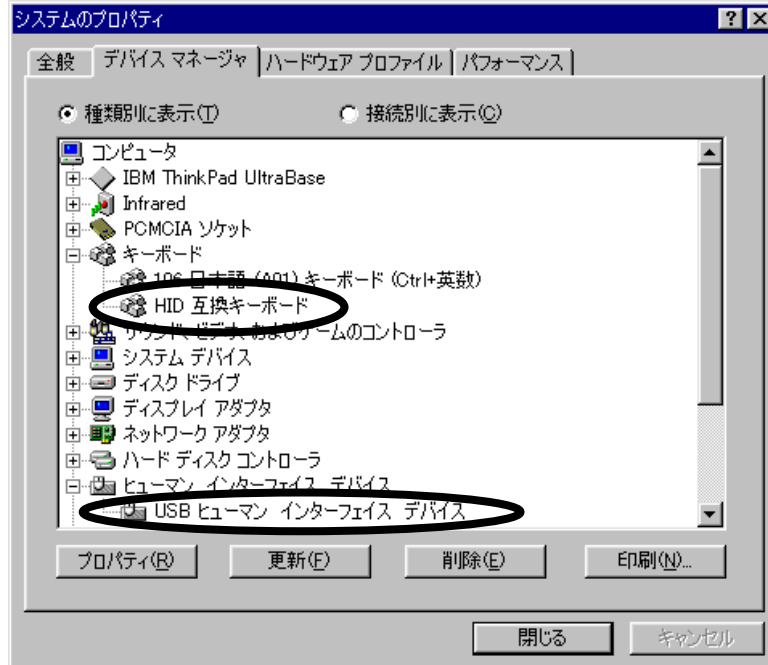 システムのプロパティ
全般 デバイス マネージャ ハードウェア プロファイル パフォーマンス
種類別に表示(T) 接続別に表示(C)
コンピュータ
IBM ThinkPad UltraBase
Infrared
PCMCIA ソケット
キーボード
106 日本語 (A01) キーボード (Ctrl+英数)
HID 互換キーボード
サウンド、ビデオ、およびゲームのコントローラ
システム デバイス
ディスク ドライブ
ディスプレイ アダプタ
ネットワーク アダプタ
ハード ディスク コントローラ
ヒューマン インターフェイス デバイス
USB ヒューマン インターフェイス デバイス
プロパティ(R) 更新(F) 削除(E) 印刷(N)...
閉じる キャンセル